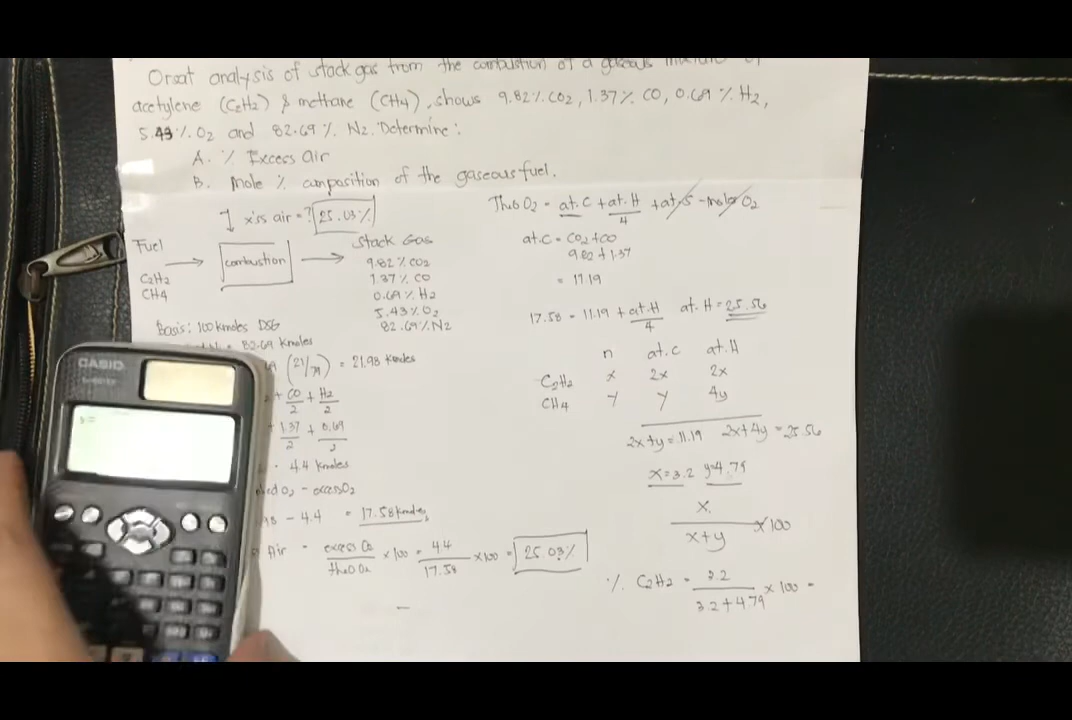 Orsat analysis of stack gas from the combustion of a gaseous mixture of
acetylene (C2H2) & methane (CH4), shows 9.82% CO2, 1.37% CO, 0.69% H2,
5.43% O2 and 82.69% N2. Determine:
A. % Excess Air
B. Mole % composition of the gaseous fuel.
x's air = ? 25.03%
Fuel
C2H2
CH4
combustion
Stack Gas
9.82% CO2
1.37% CO
0.69% H2
5.43% O2
82.69% N2
Basis: 100 kmoles DSG
= 82.69 Kmoles
(21/79) = 21.98 Kmoles
+ CO/2 + H2/2
+ 1.37/2 + 0.69/2
= 4.4 kmoles
O2 - excess O2
- 4.4 = 17.58 kmoles
Air = excess O2/theo O2 x 100 = 4.4/17.58 x 100 = 25.03%
Theo O2 = at.C + at.H/4 + at.S - moles O2
at.C = CO2 + CO
9.82 + 1.37
= 11.19
17.58 = 11.19 + at.H/4 at.H = 25.56
n at.C at.H
C2H2 x 2x 2x
CH4 y y 4y
2x+y = 11.19 2x+4y = 25.56
x = 3.2 y = 4.79
x/x+y x 100
% C2H2 = 3.2/3.2+4.79 x 100 =
CASIO